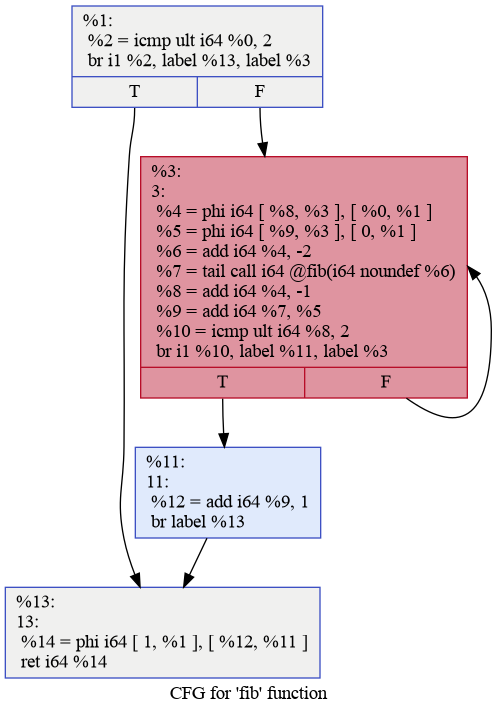 %1:
%2 = icmp ult i64 %0, 2
br i1 %2, label %13, label %3
T F
%3:
3:
%4 = phi i64 [ %8, %3 ], [ %0, %1 ]
%5 = phi i64 [ %9, %3 ], [ 0, %1 ]
%6 = add i64 %4, -2
%7 = tail call i64 @fib(i64 noundef %6)
%8 = add i64 %4, -1
%9 = add i64 %7, %5
%10 = icmp ult i64 %8, 2
br i1 %10, label %11, label %3
T F
%11:
11:
%12 = add i64 %9, 1
br label %13
%13:
13:
%14 = phi i64 [ 1, %1 ], [ %12, %11 ]
ret i64 %14
CFG for 'fib' function